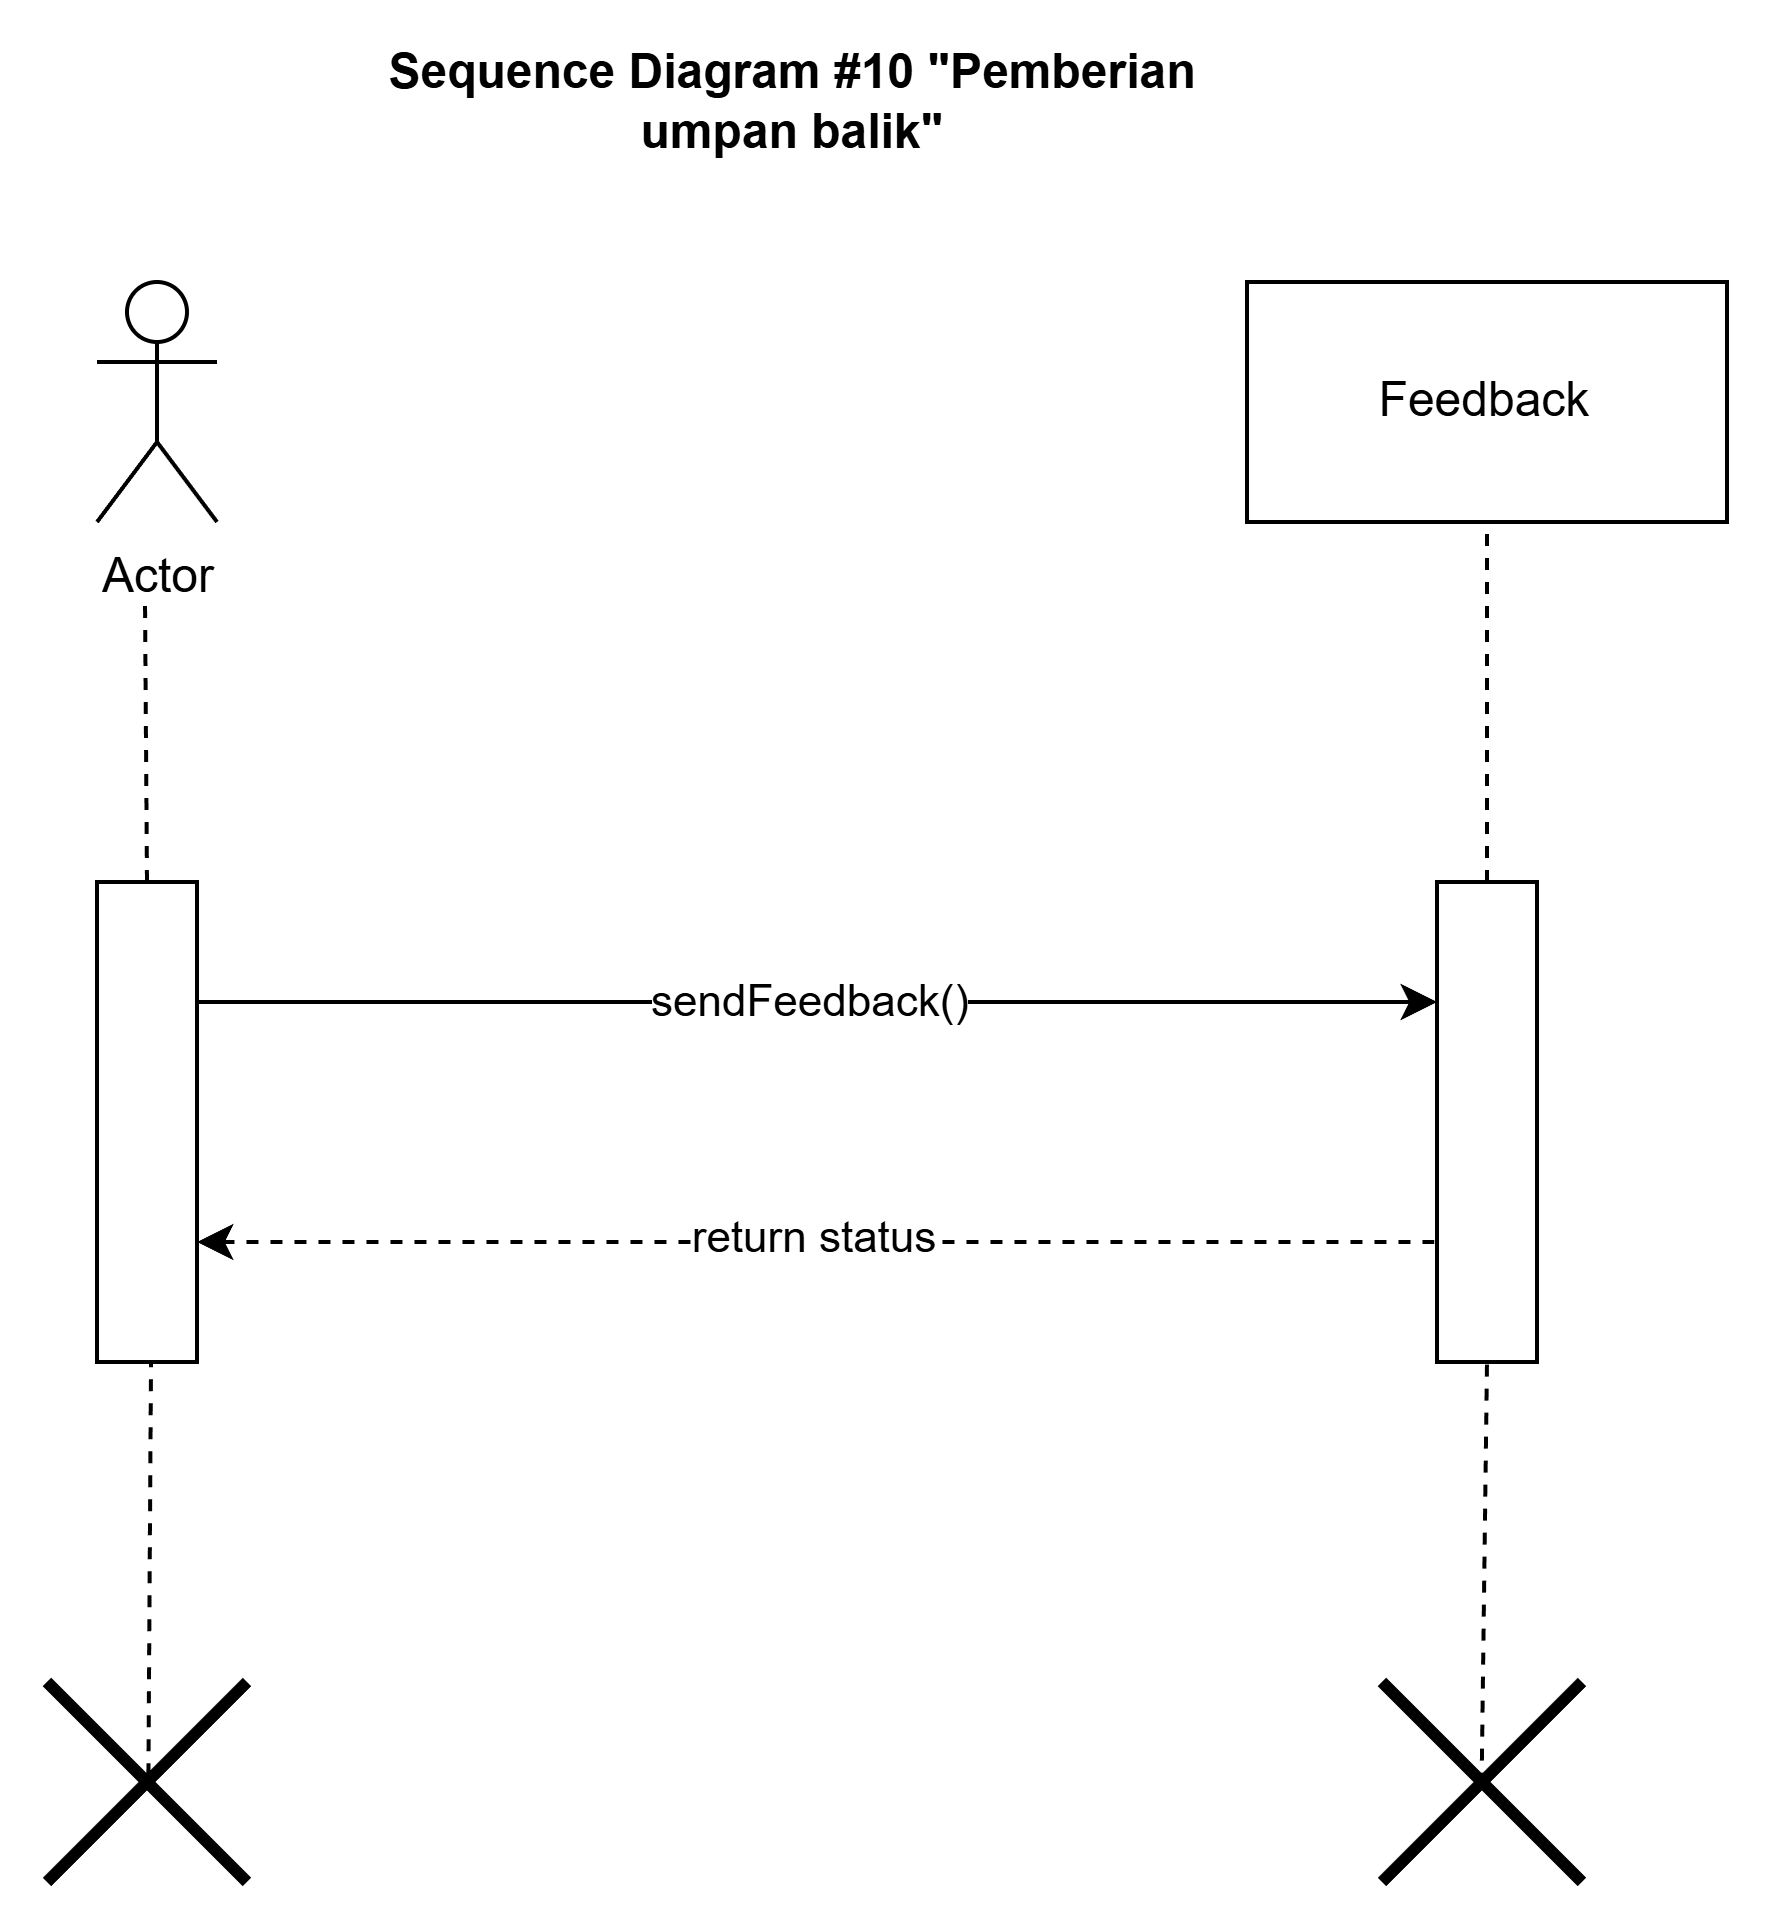 Sequence Diagram #10 "Pemberian
umpan balik"
Feedback
Actor
sendFeedback()
return status